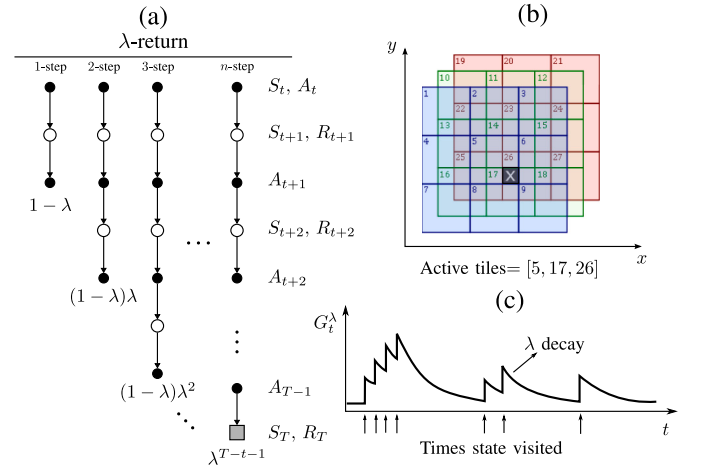 (a)
λ-return
1-step 2-step 3-step n-step
S_t, A_t
S_{t+1}, R_{t+1}
A_{t+1}
1 − λ
S_{t+2}, R_{t+2}
...
A_{t+2}
(1 − λ)λ
(1 − λ)λ²
A_{T−1}
S_T, R_T
λ^{T−t−1}
(b)
y
19 20 21
10 11 12
1 2 3
22 23 24
13 14 15
4 5 6
25 26 27
16 17 18
X
7 8 9
x
Active tiles= [5, 17, 26]
(c)
G_t^λ
λ decay
t
Times state visited